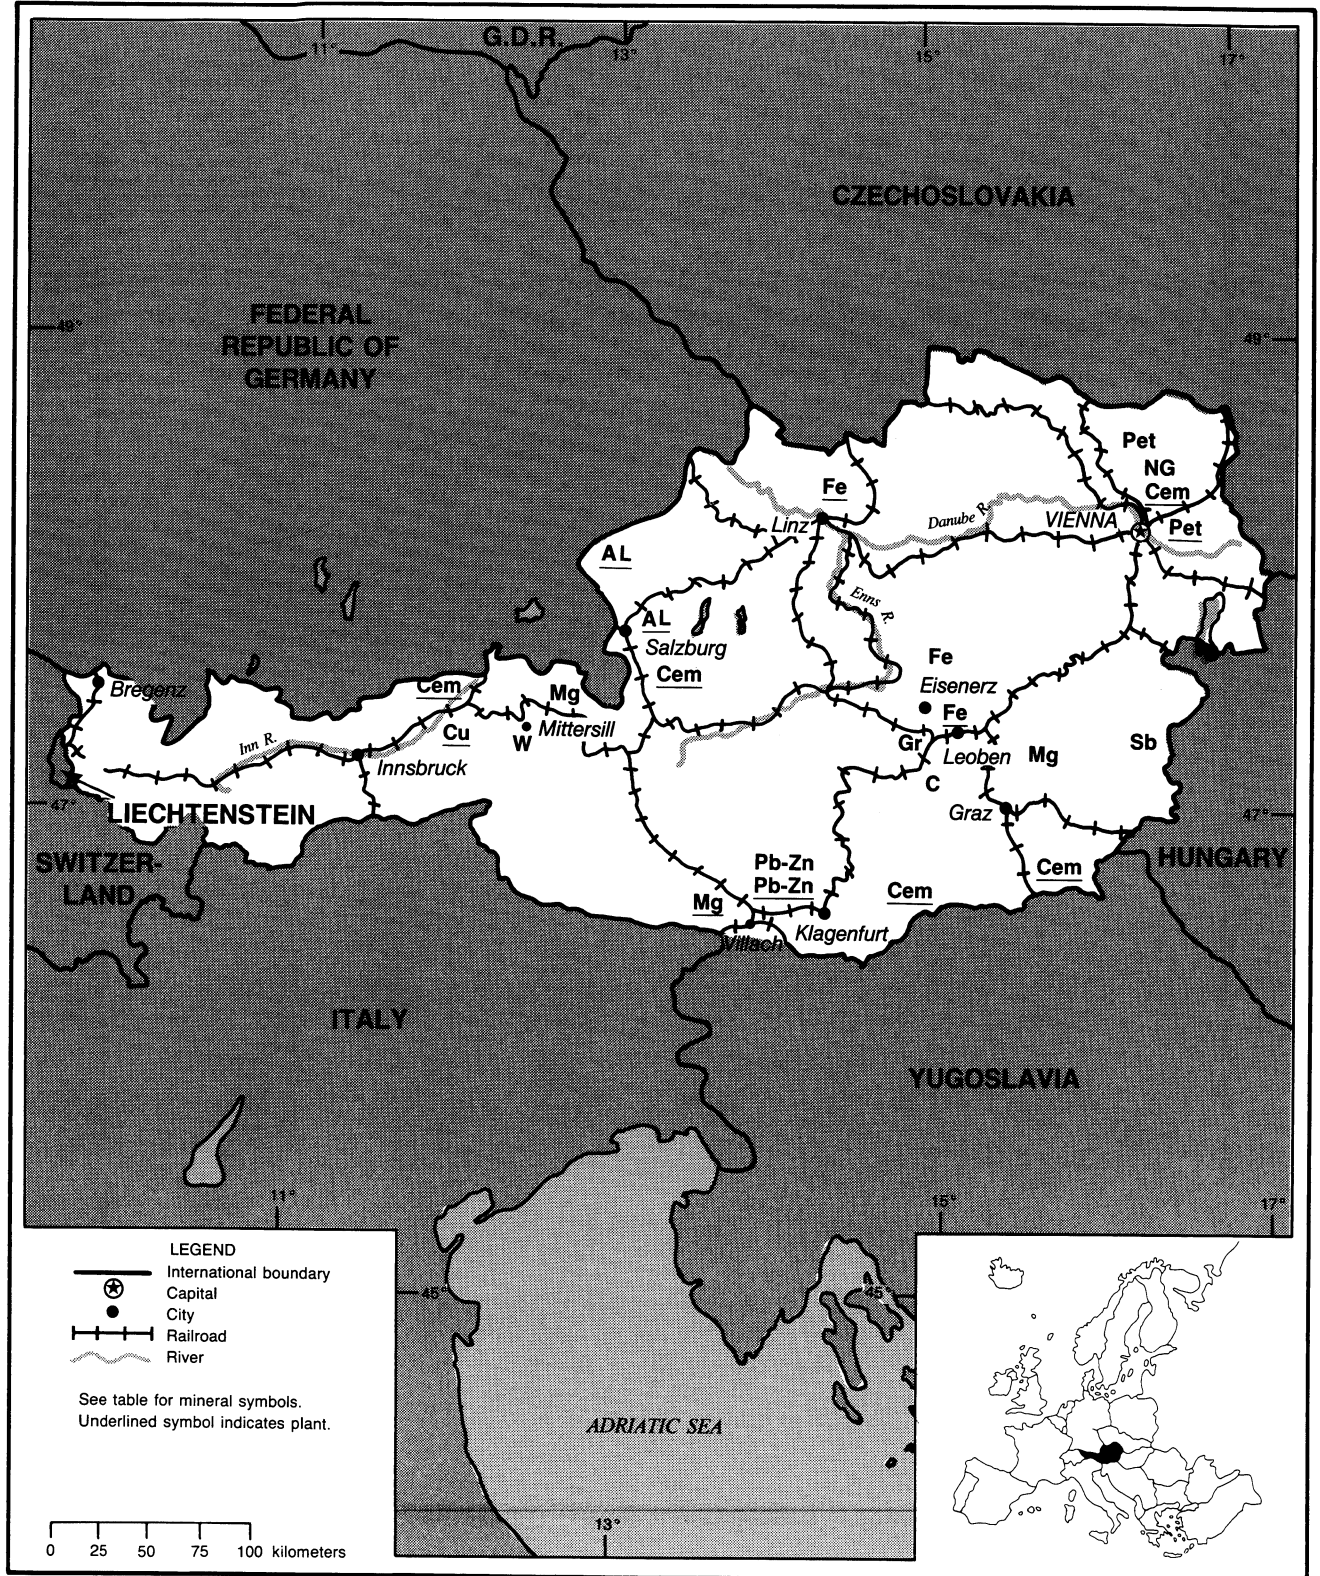 11°
G.D.R.
13°
15°
17°
CZECHOSLOVAKIA
FEDERAL
REPUBLIC OF
GERMANY
49°
49°
Pet
NG
Cem
Fe
Linz
Danube R.
VIENNA
Pet
AL
Enns R.
AL
Salzburg
Cem
Fe
Eisenerz
Fe
Bregenz
Cem
Mg
Mittersill
W
Cu
Inn R.
Innsbruck
Gr
Leoben
Mg
Sb
C
47°
LIECHTENSTEIN
Graz
47°
SWITZER-
LAND
HUNGARY
Pb-Zn
Pb-Zn
Cem
Cem
Mg
Klagenfurt
Villach
ITALY
YUGOSLAVIA
11°
15°
17°
45°
45°
ADRIATIC SEA
13°
LEGEND
International boundary
Capital
City
Railroad
River
See table for mineral symbols.
Underlined symbol indicates plant.
0 25 50 75 100 kilometers